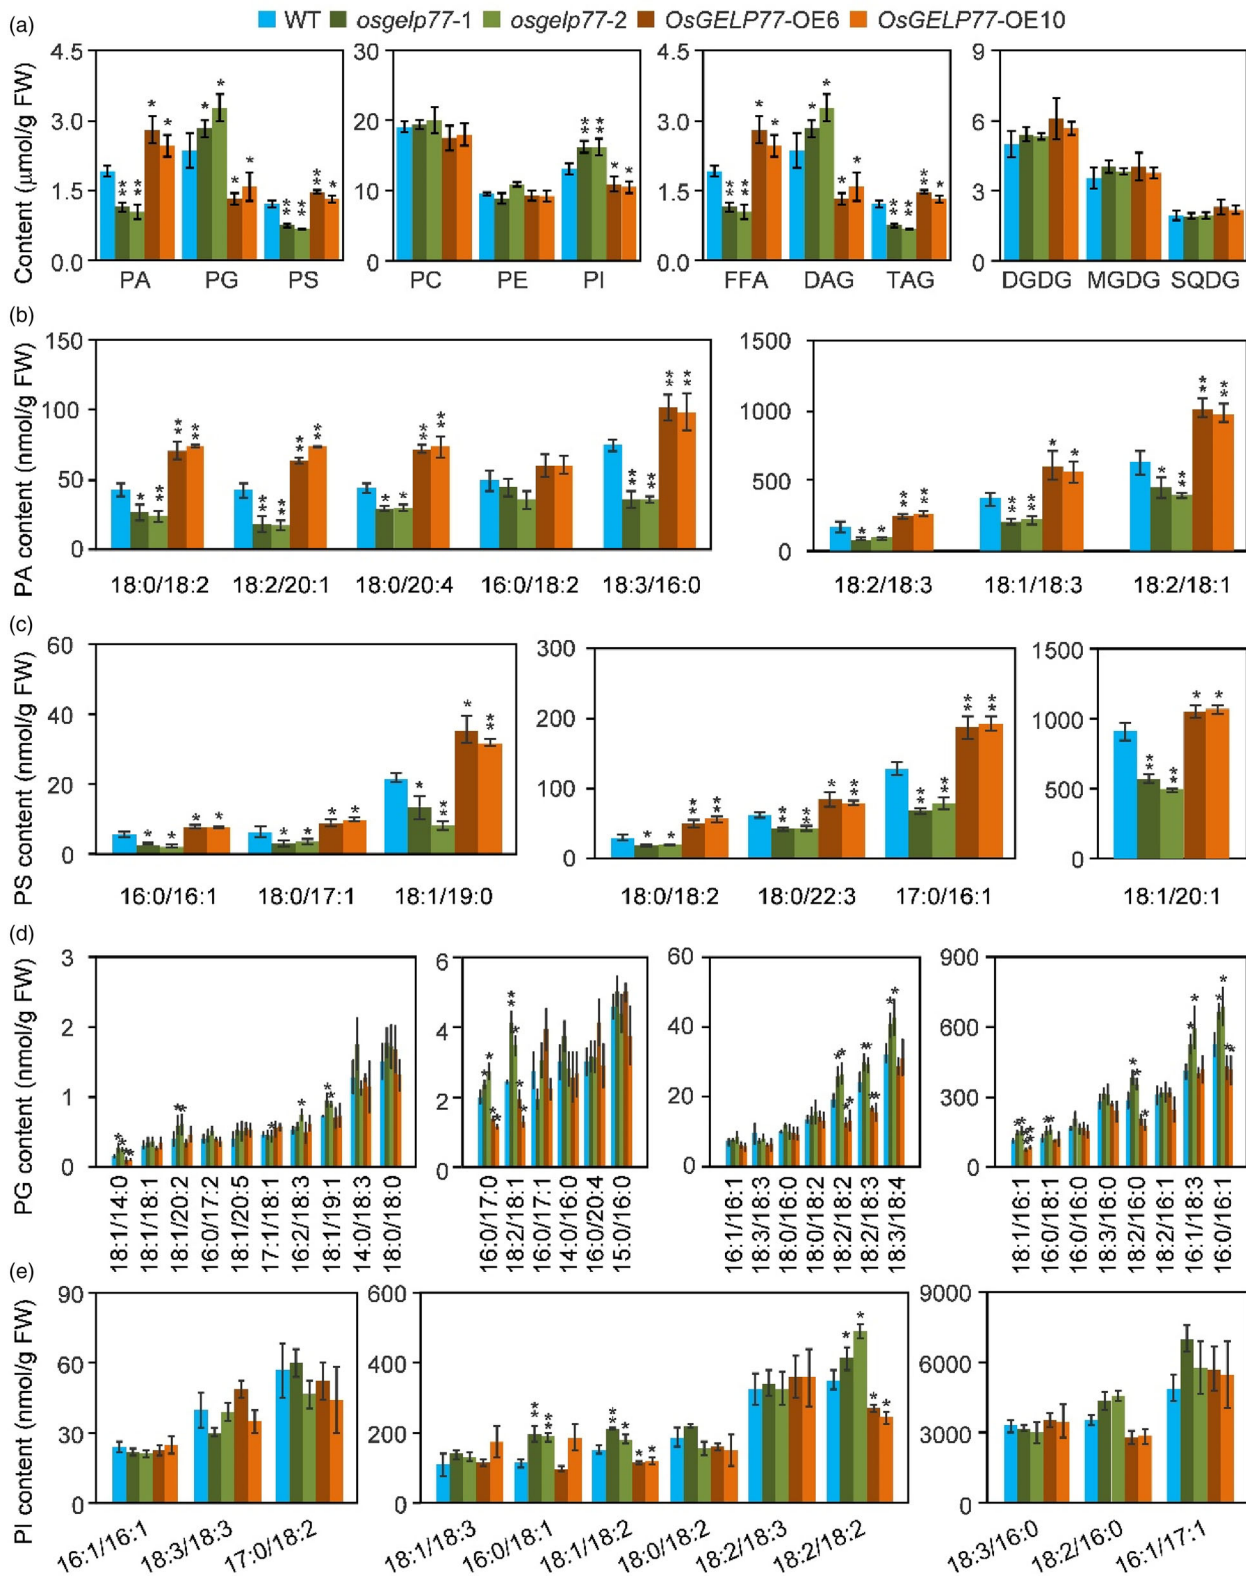 (a) WT osgelp77-1 osgelp77-2 OsGELP77-OE6 OsGELP77-OE10
Content (μmol/g FW)
4.5 3.0 1.5 0.0
PA PG PS
30 20 10 0
PC PE PI
4.5 3.0 1.5 0.0
FFA DAG TAG
9 6 3 0
DGDG MGDG SQDG
(b)
PA content (nmol/g FW)
150 100 50 0
18:0/18:2 18:2/20:1 18:0/20:4 16:0/18:2 18:3/16:0
1500 1000 500 0
18:2/18:3 18:1/18:3 18:2/18:1
(c)
PS content (nmol/g FW)
60 40 20 0
16:0/16:1 18:0/17:1 18:1/19:0
300 200 100 0
18:0/18:2 18:0/22:3 17:0/16:1
1500 1000 500 0
18:1/20:1
(d)
PG content (nmol/g FW)
3 2 1 0
18:1/14:0 18:1/18:1 18:1/20:2 16:0/17:2 18:1/20:5 17:1/18:1 16:2/18:3 18:1/19:1 14:0/18:3 18:0/18:0
6 4 2 0
16:0/17:0 18:2/18:1 16:0/17:1 14:0/16:0 16:0/20:4 15:0/16:0
60 40 20 0
16:1/16:1 18:3/18:3 18:0/16:0 18:0/18:2 18:2/18:2 18:2/18:3 18:3/18:4
900 600 300 0
18:1/16:1 16:0/18:1 16:0/16:0 18:3/16:0 18:2/16:0 18:2/16:1 16:1/18:3 16:0/16:1
(e)
PI content (nmol/g FW)
90 60 30 0
16:1/16:1 18:3/18:3 17:0/18:2
600 400 200 0
18:1/18:3 16:0/18:1 18:1/18:2 18:0/18:2 18:2/18:3 18:2/18:2
9000 6000 3000 0
18:3/16:0 18:2/16:0 16:1/17:1